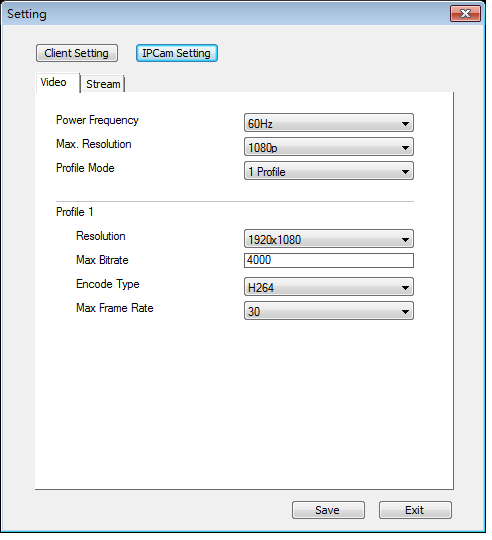 Setting
Client Setting IPCam Setting
Video Stream
Power Frequency 60Hz
Max. Resolution 1080p
Profile Mode 1 Profile
Profile 1
Resolution 1920x1080
Max Bitrate 4000
Encode Type H264
Max Frame Rate 30
Save Exit